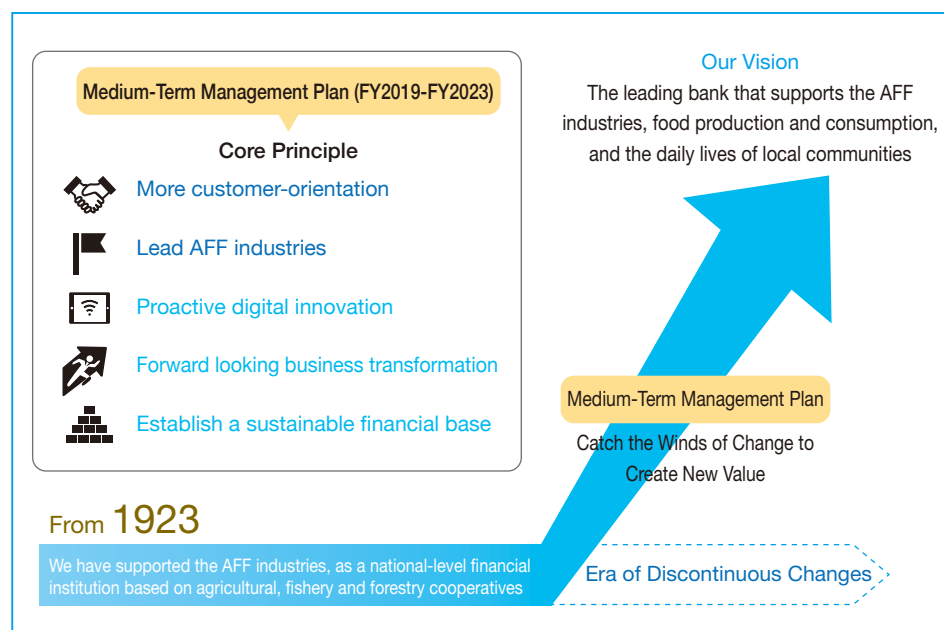 Medium-Term Management Plan (FY2019-FY2023)
Core Principle
More customer-orientation
Lead AFF industries
Proactive digital innovation
Forward looking business transformation
Establish a sustainable financial base
Our Vision
The leading bank that supports the AFF
industries, food production and consumption,
and the daily lives of local communities
Medium-Term Management Plan
Catch the Winds of Change to
Create New Value
From 1923
We have supported the AFF industries, as a national-level financial
institution based on agricultural, fishery and forestry cooperatives
Era of Discontinuous Changes